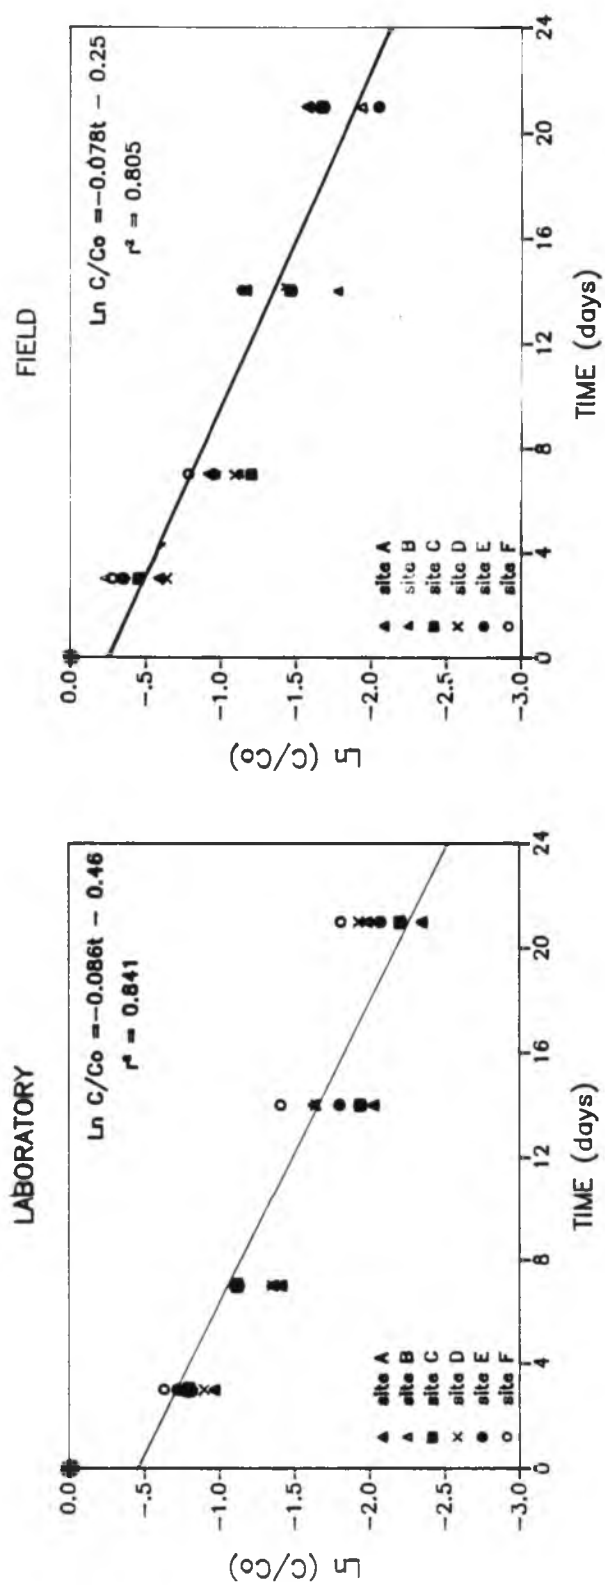 LABORATORY
Ln C/Co =-0.086t - 0.46
r² = 0.841
Ln (C/Co)
0.0
-.5
-1.0
-1.5
-2.0
-2.5
-3.0
site A
site B
site C
site D
site E
site F
0 4 8 12 16 20 24
TIME (days)
FIELD
Ln C/Co =-0.078t - 0.25
r² = 0.805
Ln (C/Co)
0.0
-.5
-1.0
-1.5
-2.0
-2.5
-3.0
site A
site B
site C
site D
site E
site F
0 4 8 12 16 20 24
TIME (days)